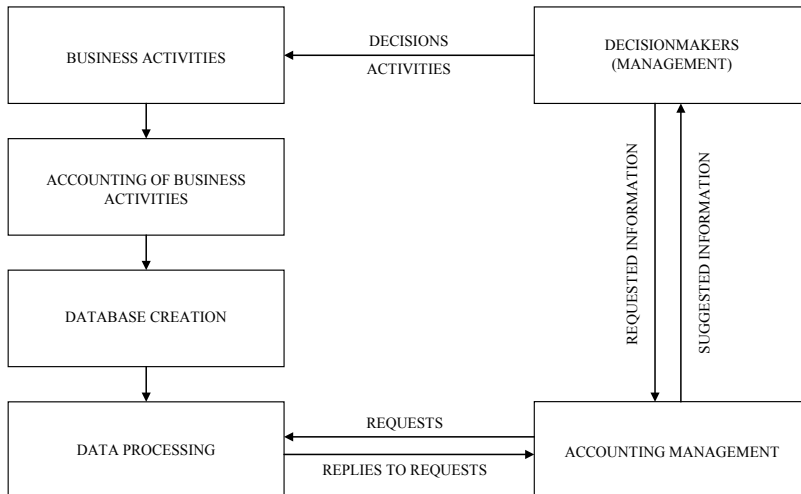 BUSINESS ACTIVITIES
DECISIONS
ACTIVITIES
DECISIONMAKERS
(MANAGEMENT)
ACCOUNTING OF BUSINESS
ACTIVITIES
REQUESTED INFORMATION
SUGGESTED INFORMATION
DATABASE CREATION
DATA PROCESSING
REQUESTS
REPLIES TO REQUESTS
ACCOUNTING MANAGEMENT